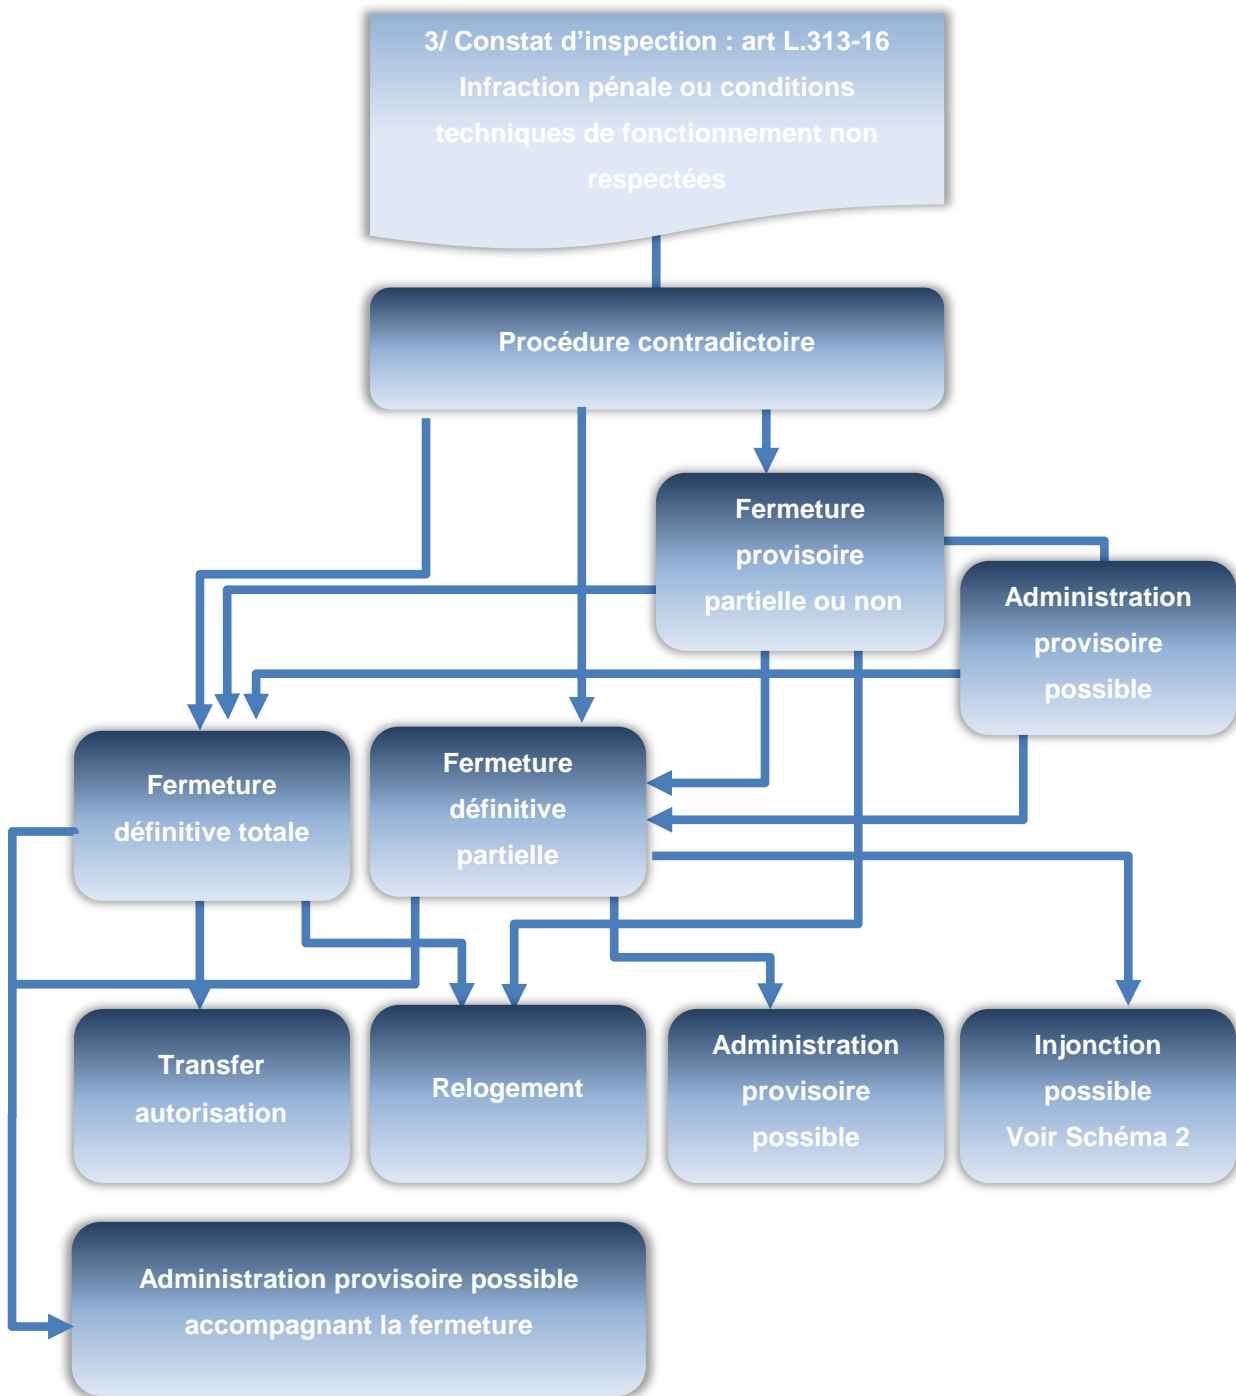 3/ Constat d’inspection : art L.313-16
Infraction pénale ou conditions
techniques de fonctionnement non
respectées
Procédure contradictoire
Fermeture
provisoire
partielle ou non
Administration
provisoire
possible
Fermeture
définitive totale
Fermeture
définitive
partielle
Transfer
autorisation
Relogement
Administration
provisoire
possible
Injonction
possible
Voir Schéma 2
Administration provisoire possible
accompagnant la fermeture